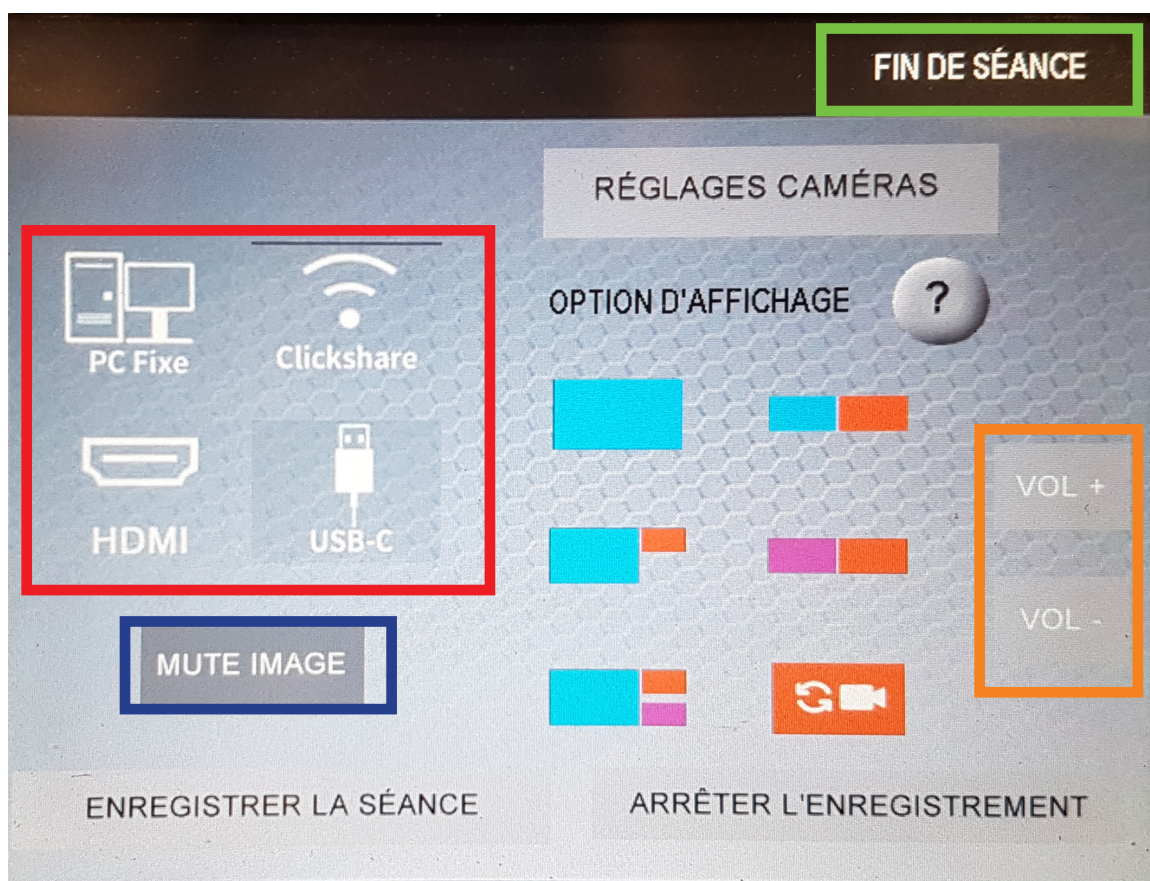 FIN DE SÉANCE
RÉGLAGES CAMÉRAS
PC Fixe
Clickshare
OPTION D'AFFICHAGE ?
HDMI
USB-C
VOL +
VOL -
MUTE IMAGE
ENREGISTRER LA SÉANCE
ARRÊTER L'ENREGISTREMENT